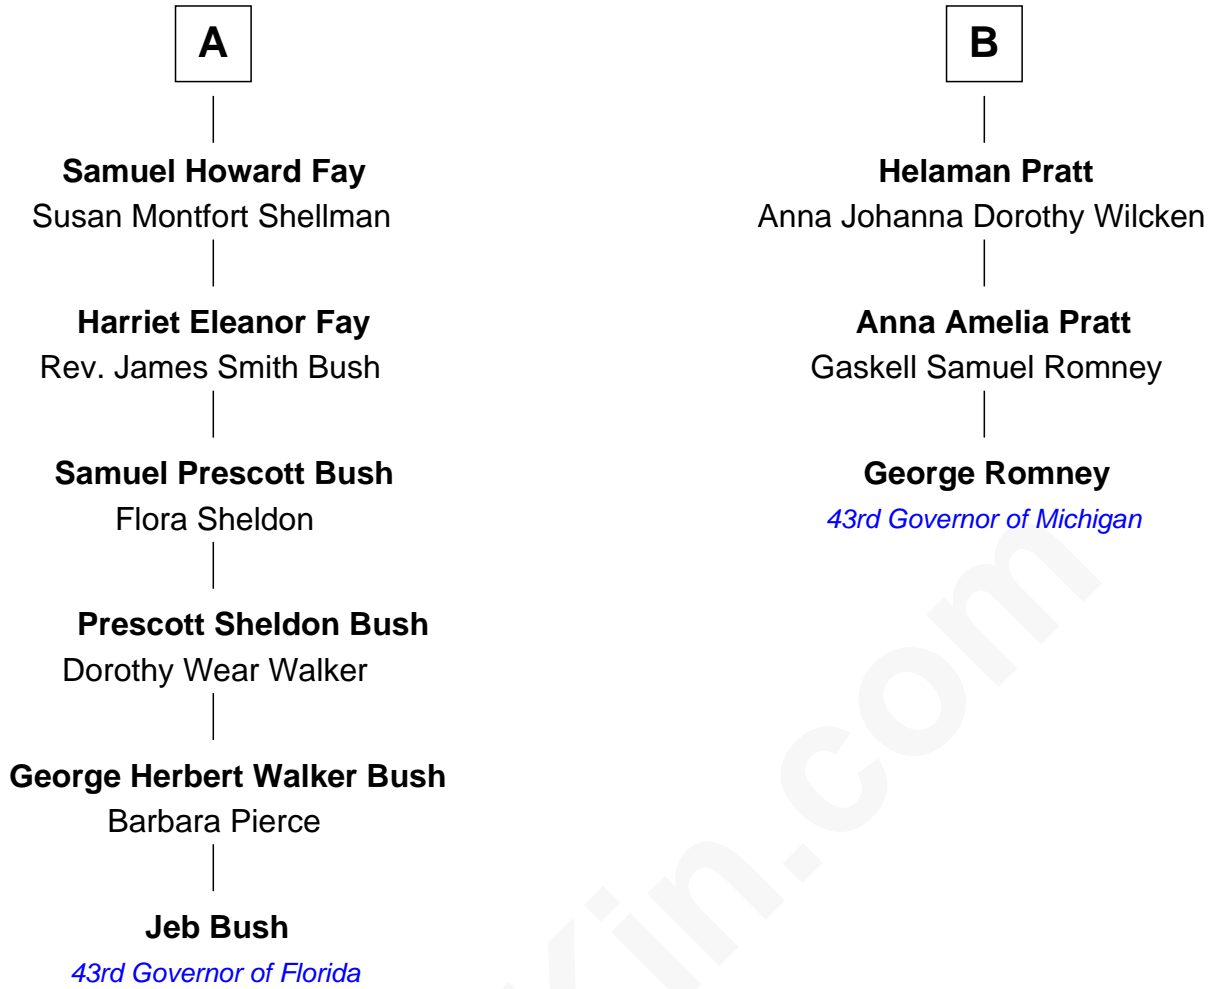 A
Samuel Howard Fay
Susan Montfort Shellman
Harriet Eleanor Fay
Rev. James Smith Bush
Samuel Prescott Bush
Flora Sheldon
Prescott Sheldon Bush
Dorothy Wear Walker
George Herbert Walker Bush
Barbara Pierce
Jeb Bush
43rd Governor of Florida
B
Helaman Pratt
Anna Johanna Dorothy Wilcken
Anna Amelia Pratt
Gaskell Samuel Romney
George Romney
43rd Governor of Michigan
Kin.com